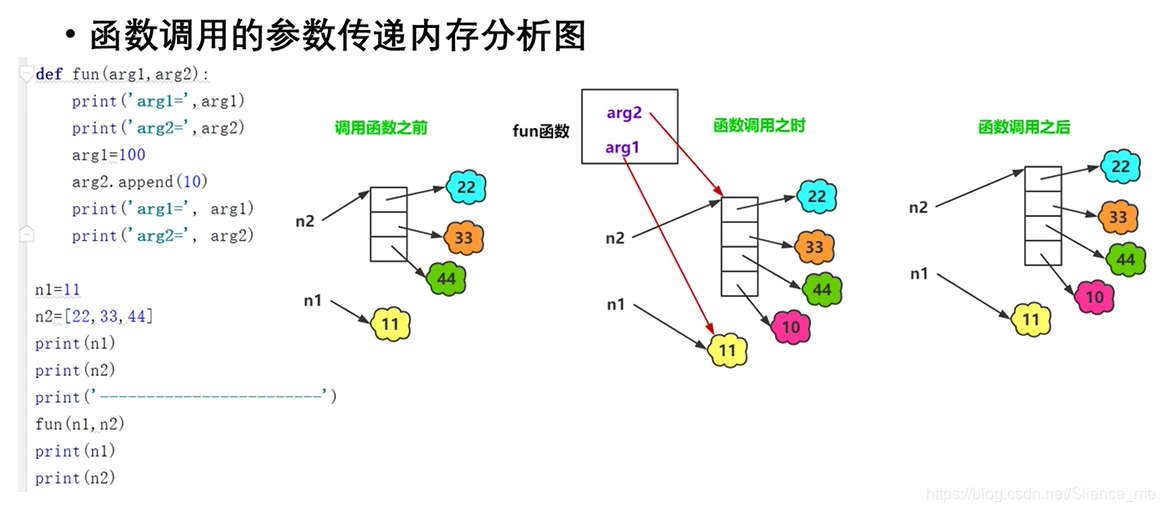 • 函数调用的参数传递内存分析图
def fun(arg1,arg2):
print('arg1=',arg1)
print('arg2=',arg2)
arg1=100
arg2.append(10)
print('arg1=', arg1)
print('arg2=', arg2)
n1=11
n2=[22,33,44]
print(n1)
print(n2)
print('------------------------')
fun(n1,n2)
print(n1)
print(n2)
调用函数之前
n2
22
33
44
n1
11
fun函数
arg2
arg1
函数调用之时
n2
22
33
44
10
n1
11
函数调用之后
n2
22
33
44
10
n1
11
https://blog.csdn.net/Slience_me